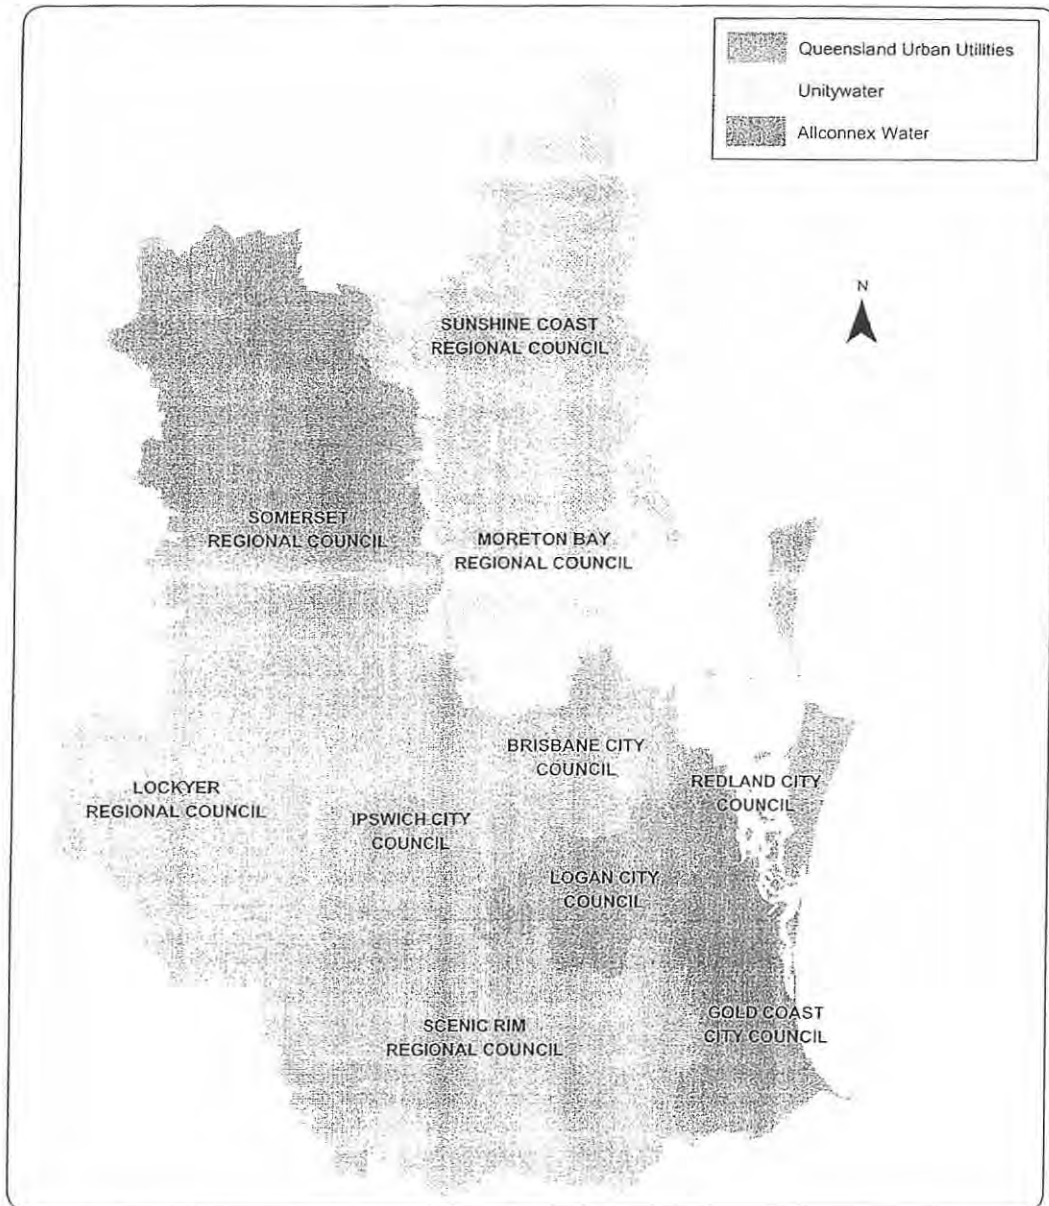 Queensland Urban Utilities
Unitywater
Allconnex Water
N
SUNSHINE COAST
REGIONAL COUNCIL
SOMERSET
REGIONAL COUNCIL
MORETON BAY
REGIONAL COUNCIL
BRISBANE CITY
COUNCIL
REDLAND CITY
COUNCIL
LOCKYER
REGIONAL COUNCIL
IPSWICH CITY
COUNCIL
LOGAN CITY
COUNCIL
GOLD COAST
CITY COUNCIL
SCENIC RIM
REGIONAL COUNCIL